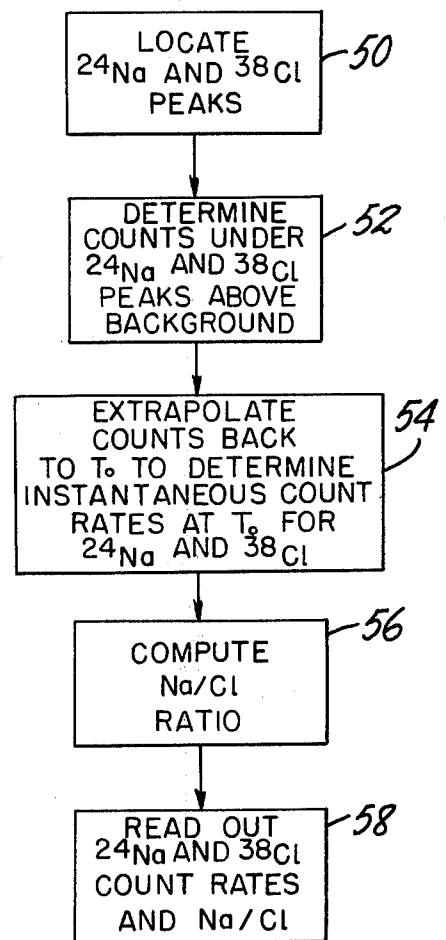 LOCATE
²⁴Na AND ³⁸Cl
PEAKS
50
DETERMINE
COUNTS UNDER
²⁴Na AND ³⁸Cl
PEAKS ABOVE
BACKGROUND
52
EXTRAPOLATE
COUNTS BACK
TO T₀ TO DETERMINE
INSTANTANEOUS COUNT
RATES AT T₀ FOR
²⁴Na AND ³⁸Cl
54
COMPUTE
Na/Cl
RATIO
56
READ OUT
²⁴Na AND ³⁸Cl
COUNT RATES
AND Na/Cl
58